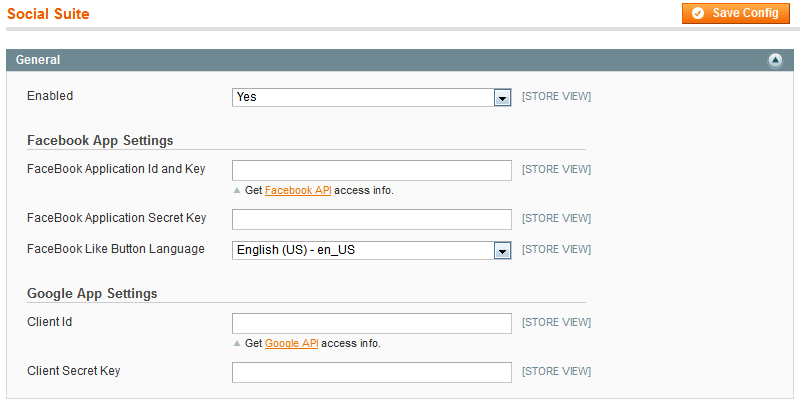 Social Suite
Save Config
General
Enabled Yes [STORE VIEW]
Facebook App Settings
FaceBook Application Id and Key [STORE VIEW]
Get Facebook API access info.
FaceBook Application Secret Key [STORE VIEW]
FaceBook Like Button Language English (US) - en_US [STORE VIEW]
Google App Settings
Client Id [STORE VIEW]
Get Google API access info.
Client Secret Key [STORE VIEW]